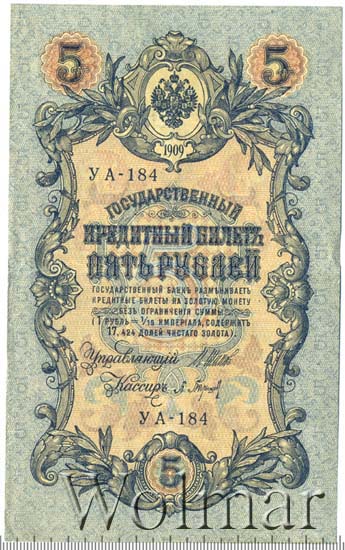 5 5
1909
УА-184
ГОСУДАРСТВЕННЫЙ
КРЕДИТНЫЙ БИЛЕТЪ
ПЯТЬ РУБЛЕЙ
ГОСУДАРСТВЕННЫЙ БАНКЪ РАЗМѢНИВАЕТЪ
КРЕДИТНЫЕ БИЛЕТЫ НА ЗОЛОТУЮ МОНЕТУ
БЕЗЪ ОГРАНИЧЕНІЯ СУММЫ
(1 РУБЛЬ = 1/15 ИМПЕРІАЛА, СОДЕРЖИТЪ
17,424 ДОЛЕЙ ЧИСТАГО ЗОЛОТА).
Управляющій
Кассиръ
УА-184
5
Wolmar